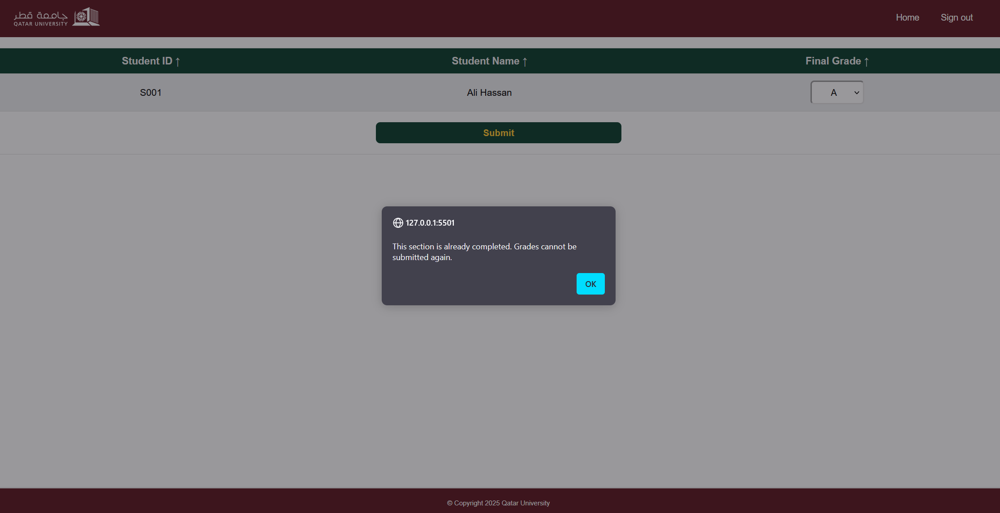 جامعة قطر
QATAR UNIVERSITY
Home Sign out
Student ID ↑ Student Name ↑ Final Grade ↑
S001 Ali Hassan A
Submit
127.0.0.1:5501
This section is already completed. Grades cannot be
submitted again.
OK
© Copyright 2025 Qatar University